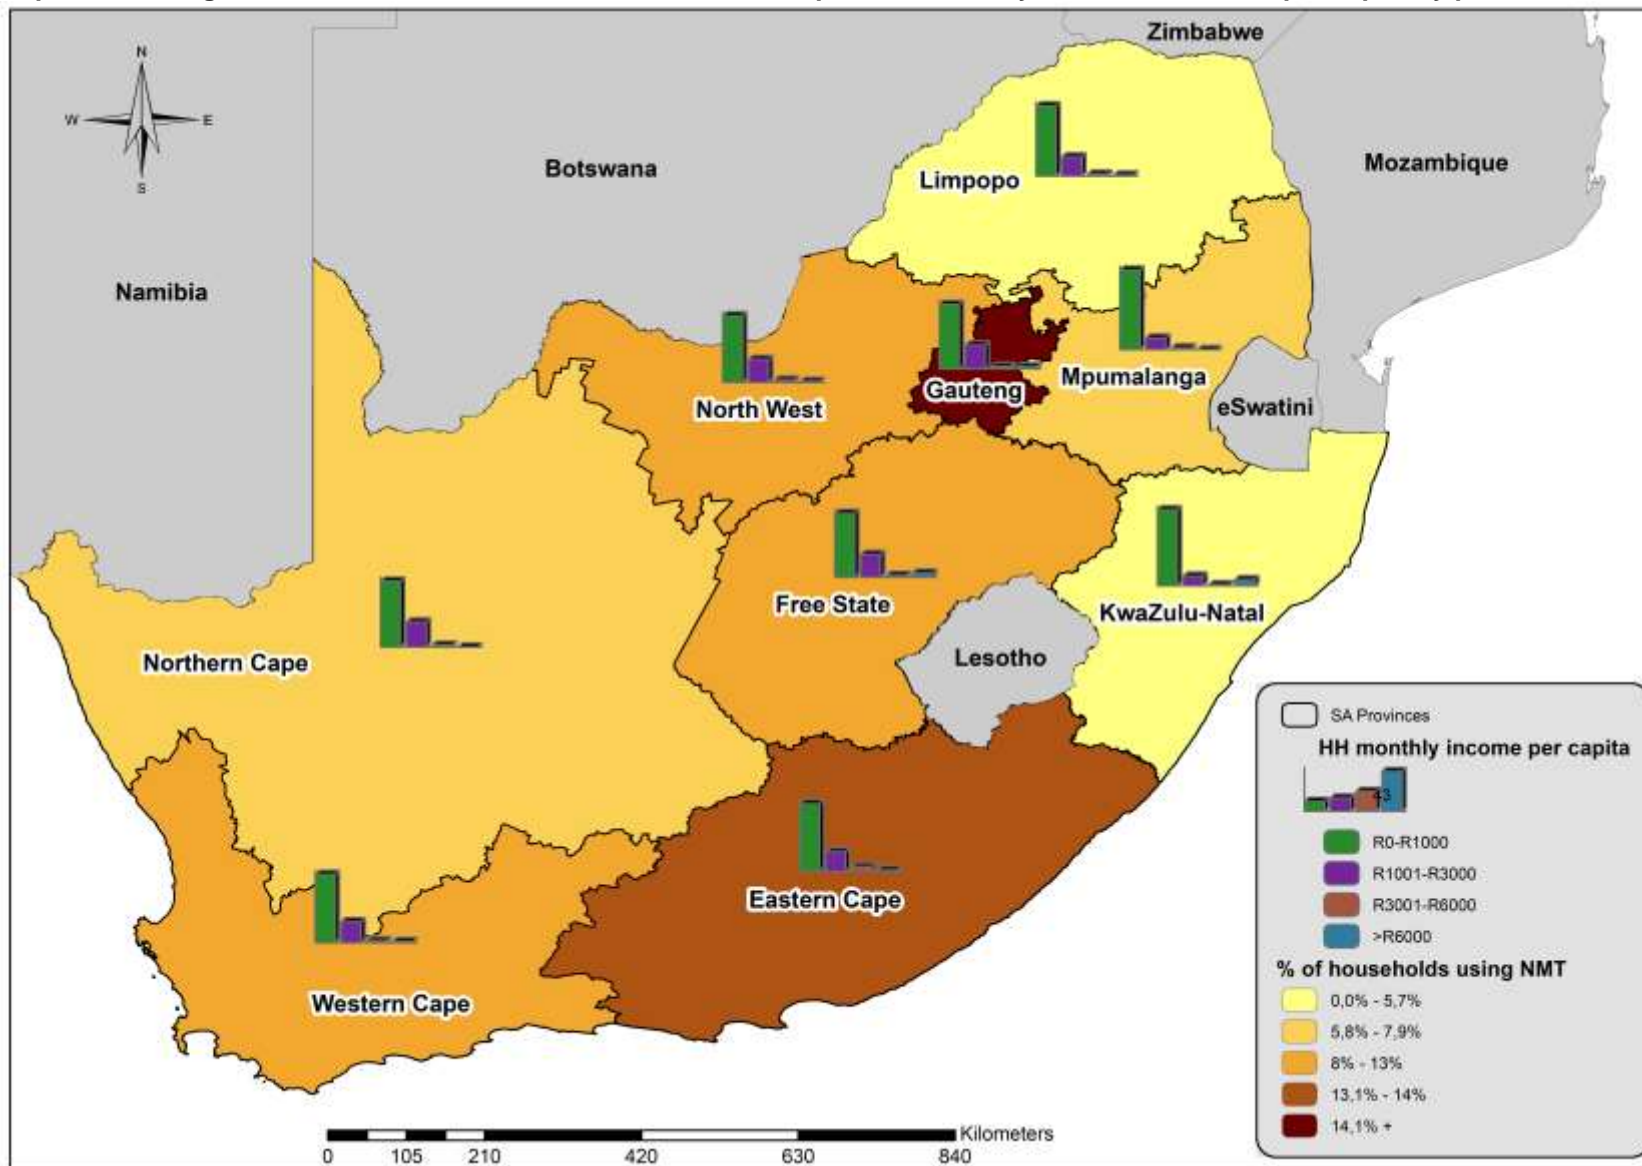 Zimbabwe
N
W
E
S
Botswana
Mozambique
Limpopo
Namibia
Mpumalanga
Gauteng
North West
eSwatini
Free State
KwaZulu-Natal
Northern Cape
Lesotho
Eastern Cape
Western Cape
SA Provinces
HH monthly income per capita
43
R0-R1000
R1001-R3000
R3001-R6000
>R6000
% of households using NMT
0,0% - 5,7%
5,8% - 7,9%
8% - 13%
13,1% - 14%
14,1% +
Kilometers
0 105 210 420 630 840